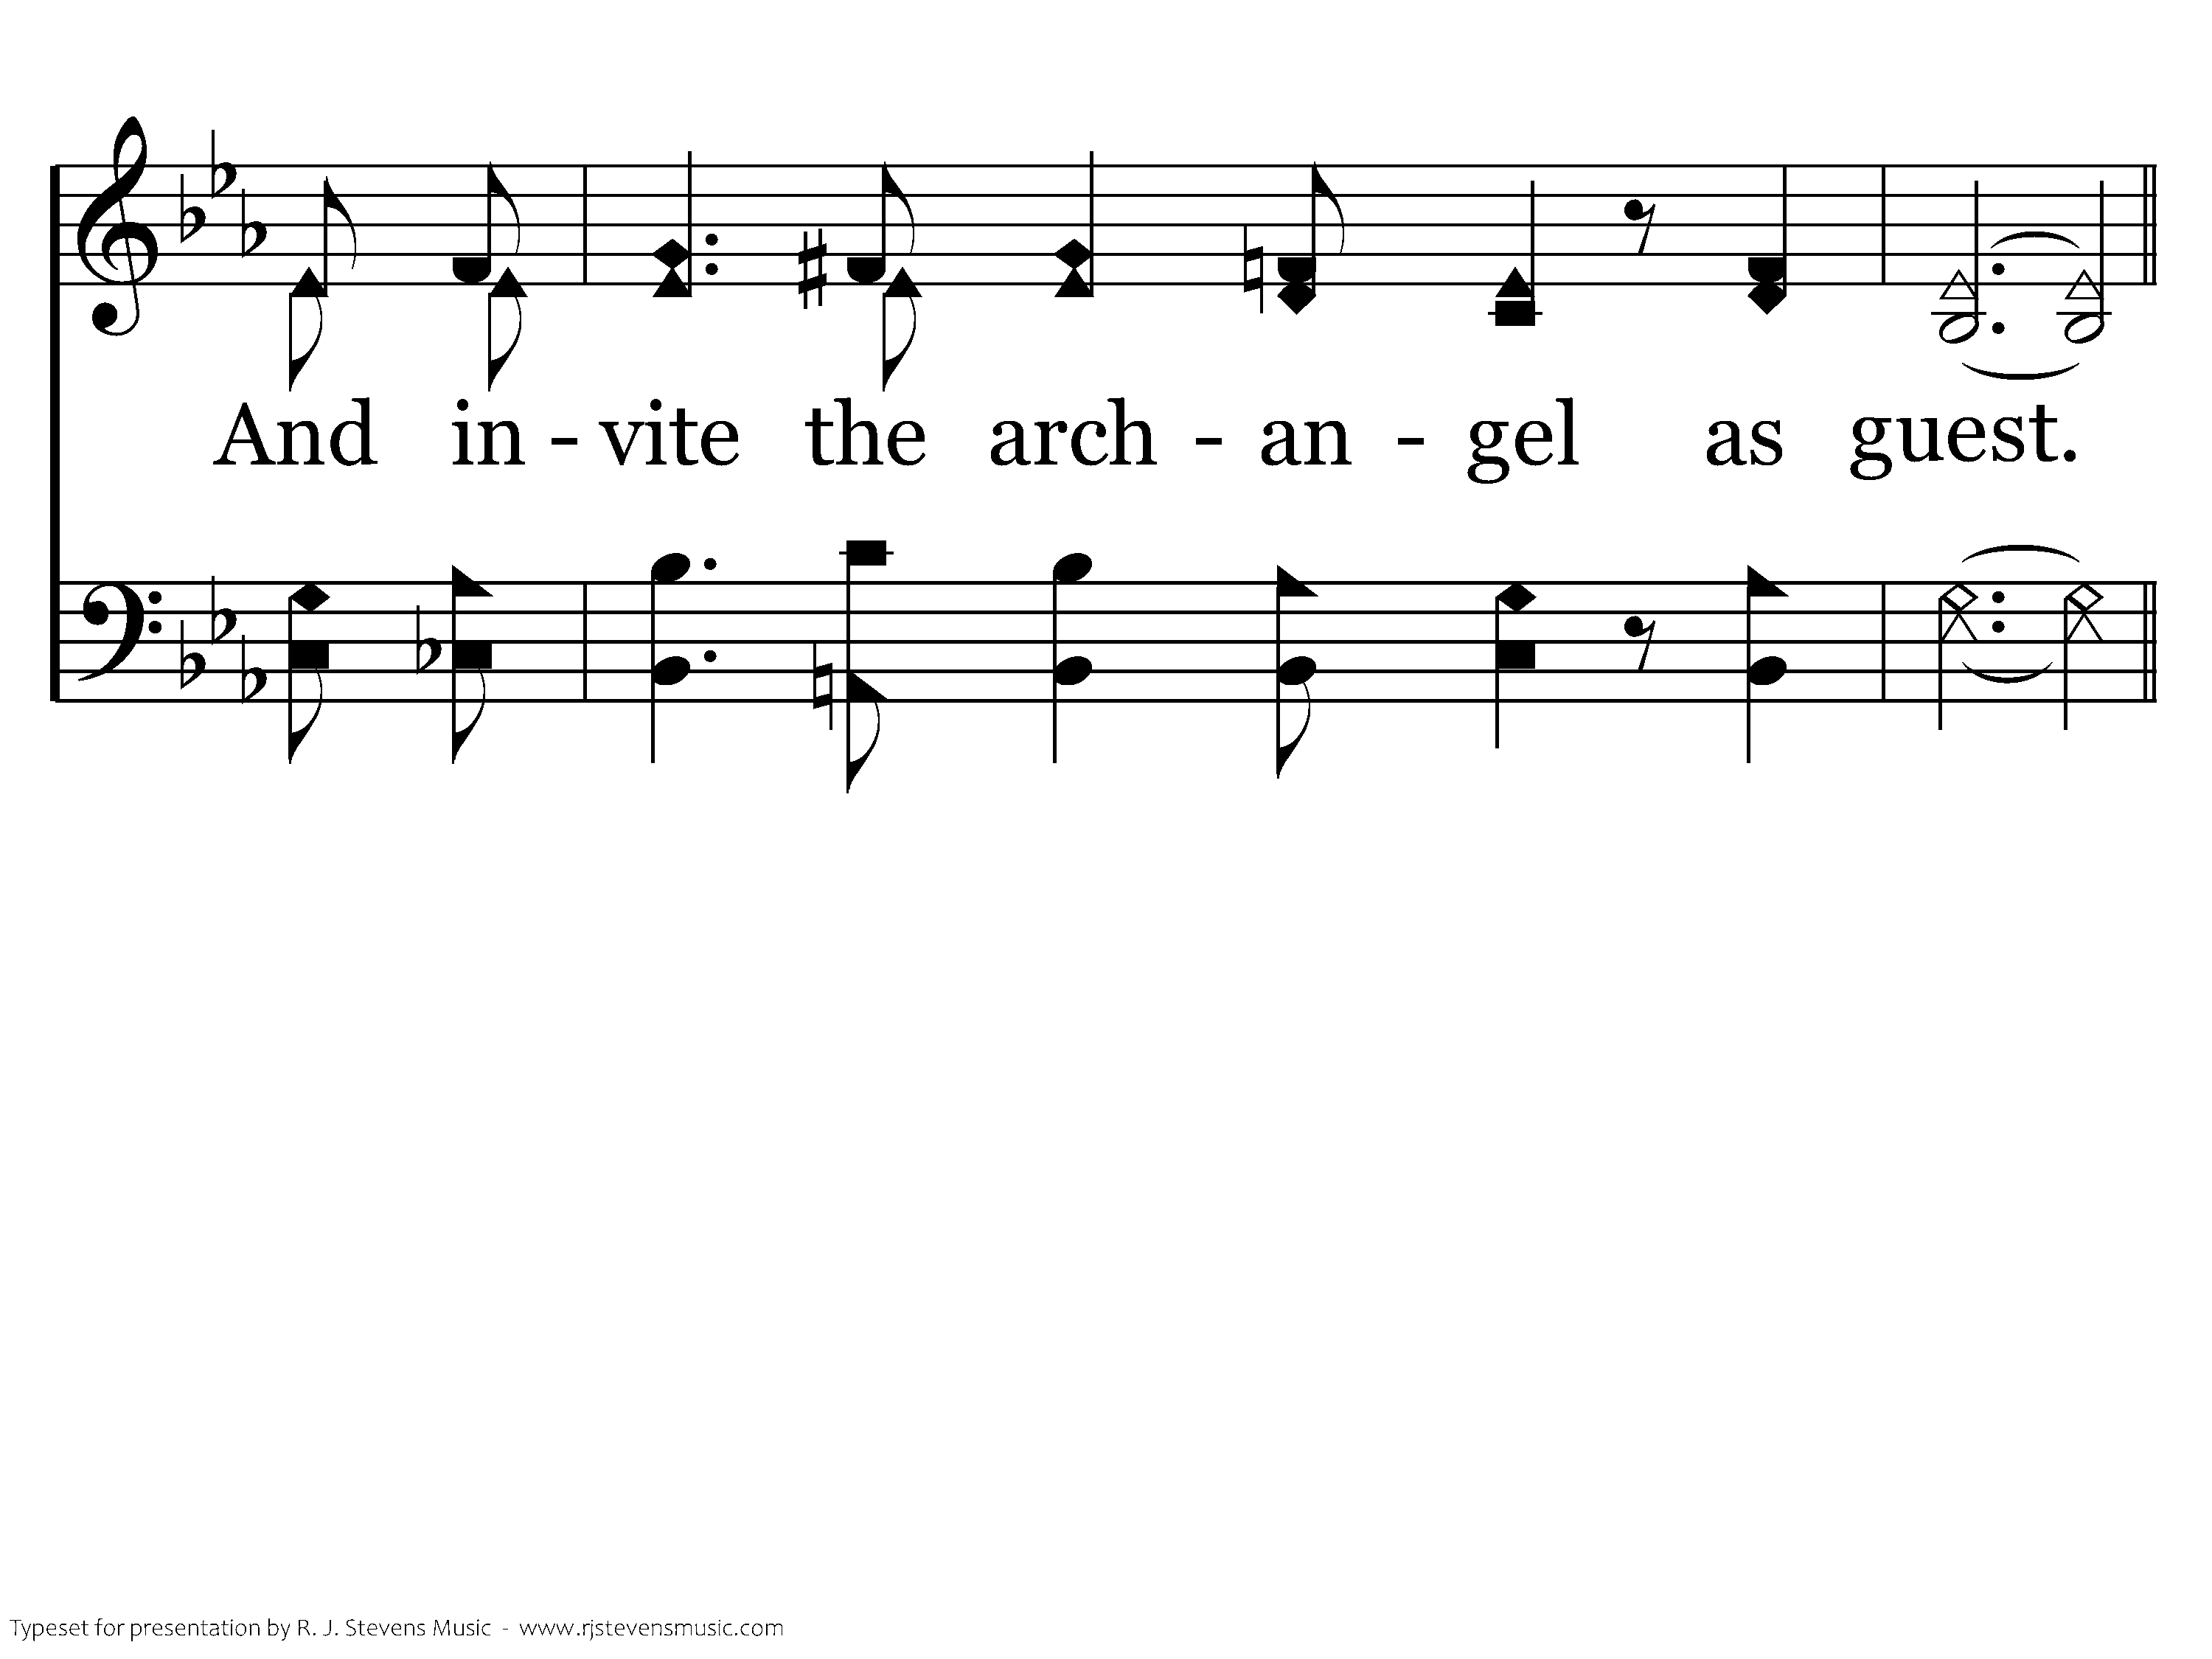 And in - vite the arch - an - gel as guest.
Typeset for presentation by R. J. Stevens Music - www.rjstevensmusic.com